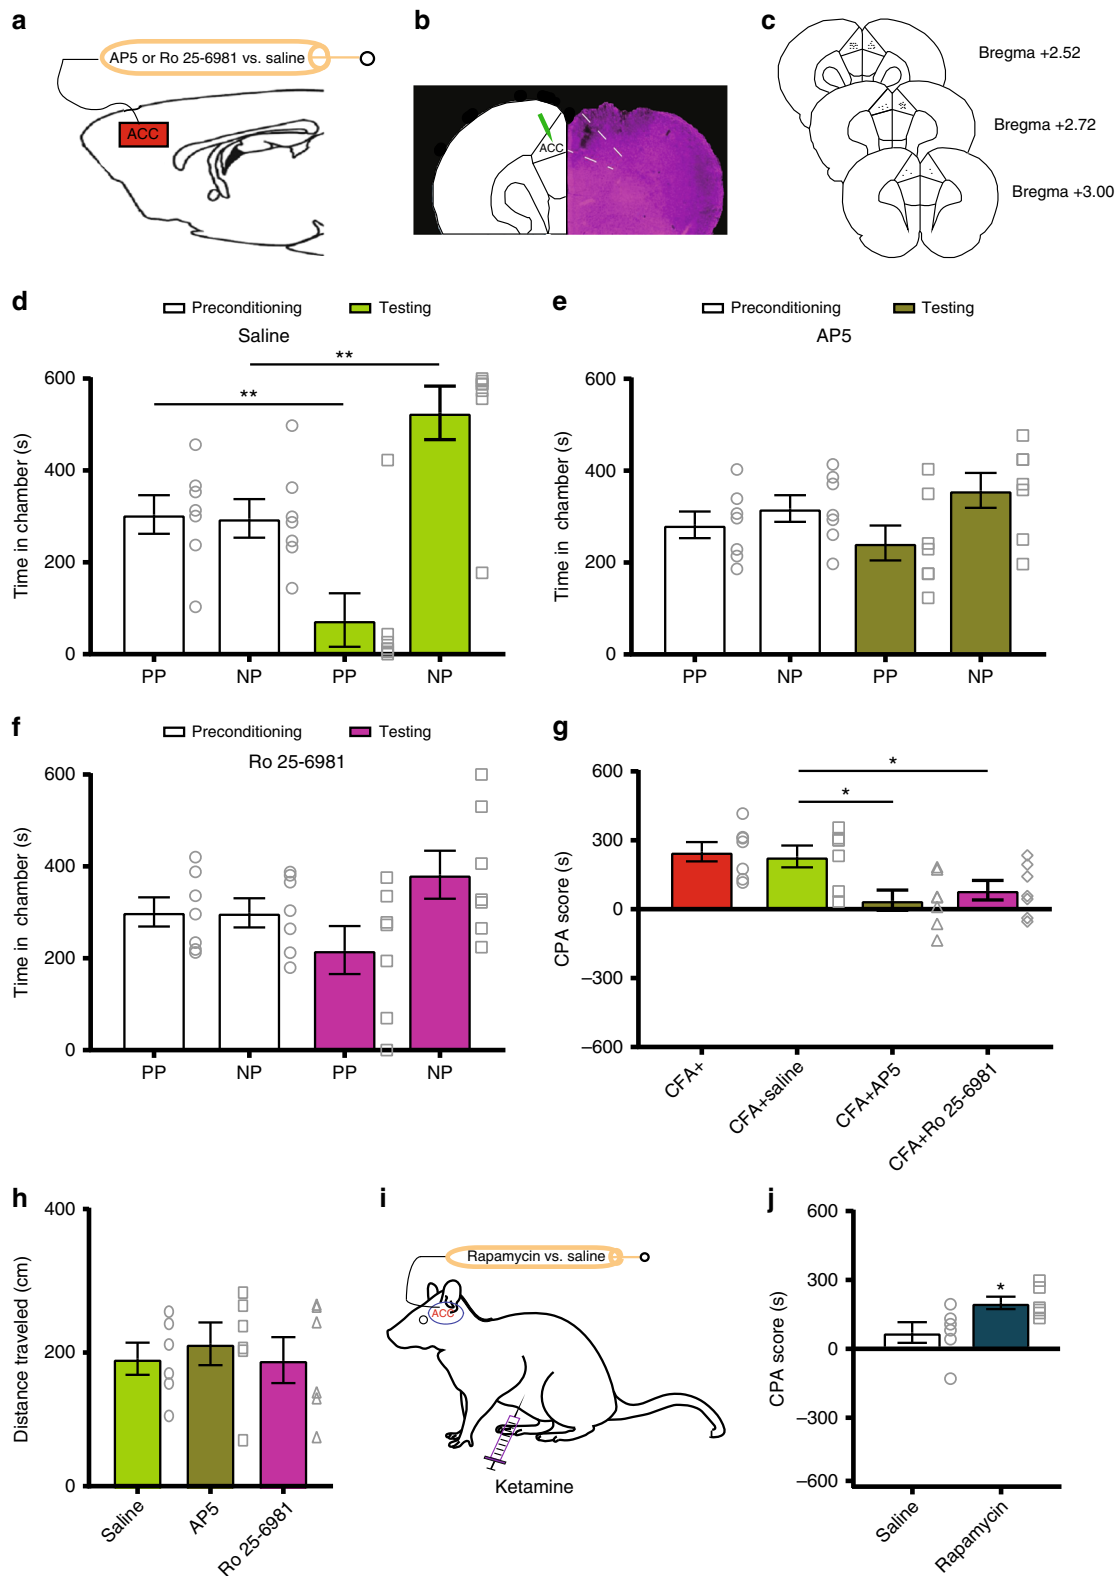 a
AP5 or Ro 25-6981 vs. saline
ACC
b
ACC
c
Bregma +2.52
Bregma +2.72
Bregma +3.00
d
Preconditioning
Testing
Saline
**
**
Time in chamber (s)
600
400
200
0
PP
NP
PP
NP
e
Preconditioning
Testing
AP5
Time in chamber (s)
600
400
200
0
PP
NP
PP
NP
f
Preconditioning
Testing
Ro 25-6981
Time in chamber (s)
600
400
200
0
PP
NP
PP
NP
g
*
*
CPA score (s)
600
300
0
−300
−600
CFA+
CFA+saline
CFA+AP5
CFA+Ro 25-6981
h
Distance traveled (cm)
400
200
0
Saline
AP5
Ro 25-6981
i
Rapamycin vs. saline
ACC
Ketamine
j
*
CPA score (s)
600
300
0
−300
−600
Saline
Rapamycin